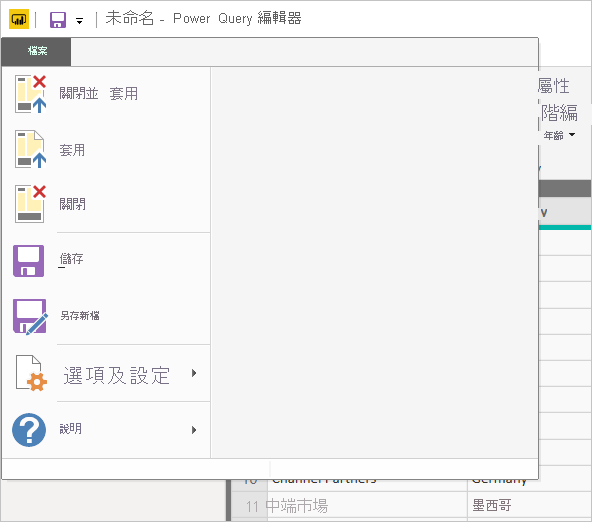 未命名 - Power Query 編輯器
檔案
關閉並 套用
屬性
階編
年齡
套用
關閉
儲存
另存新檔
選項及設定
說明
10 Channel Partners Germany
11 中端市場 墨西哥